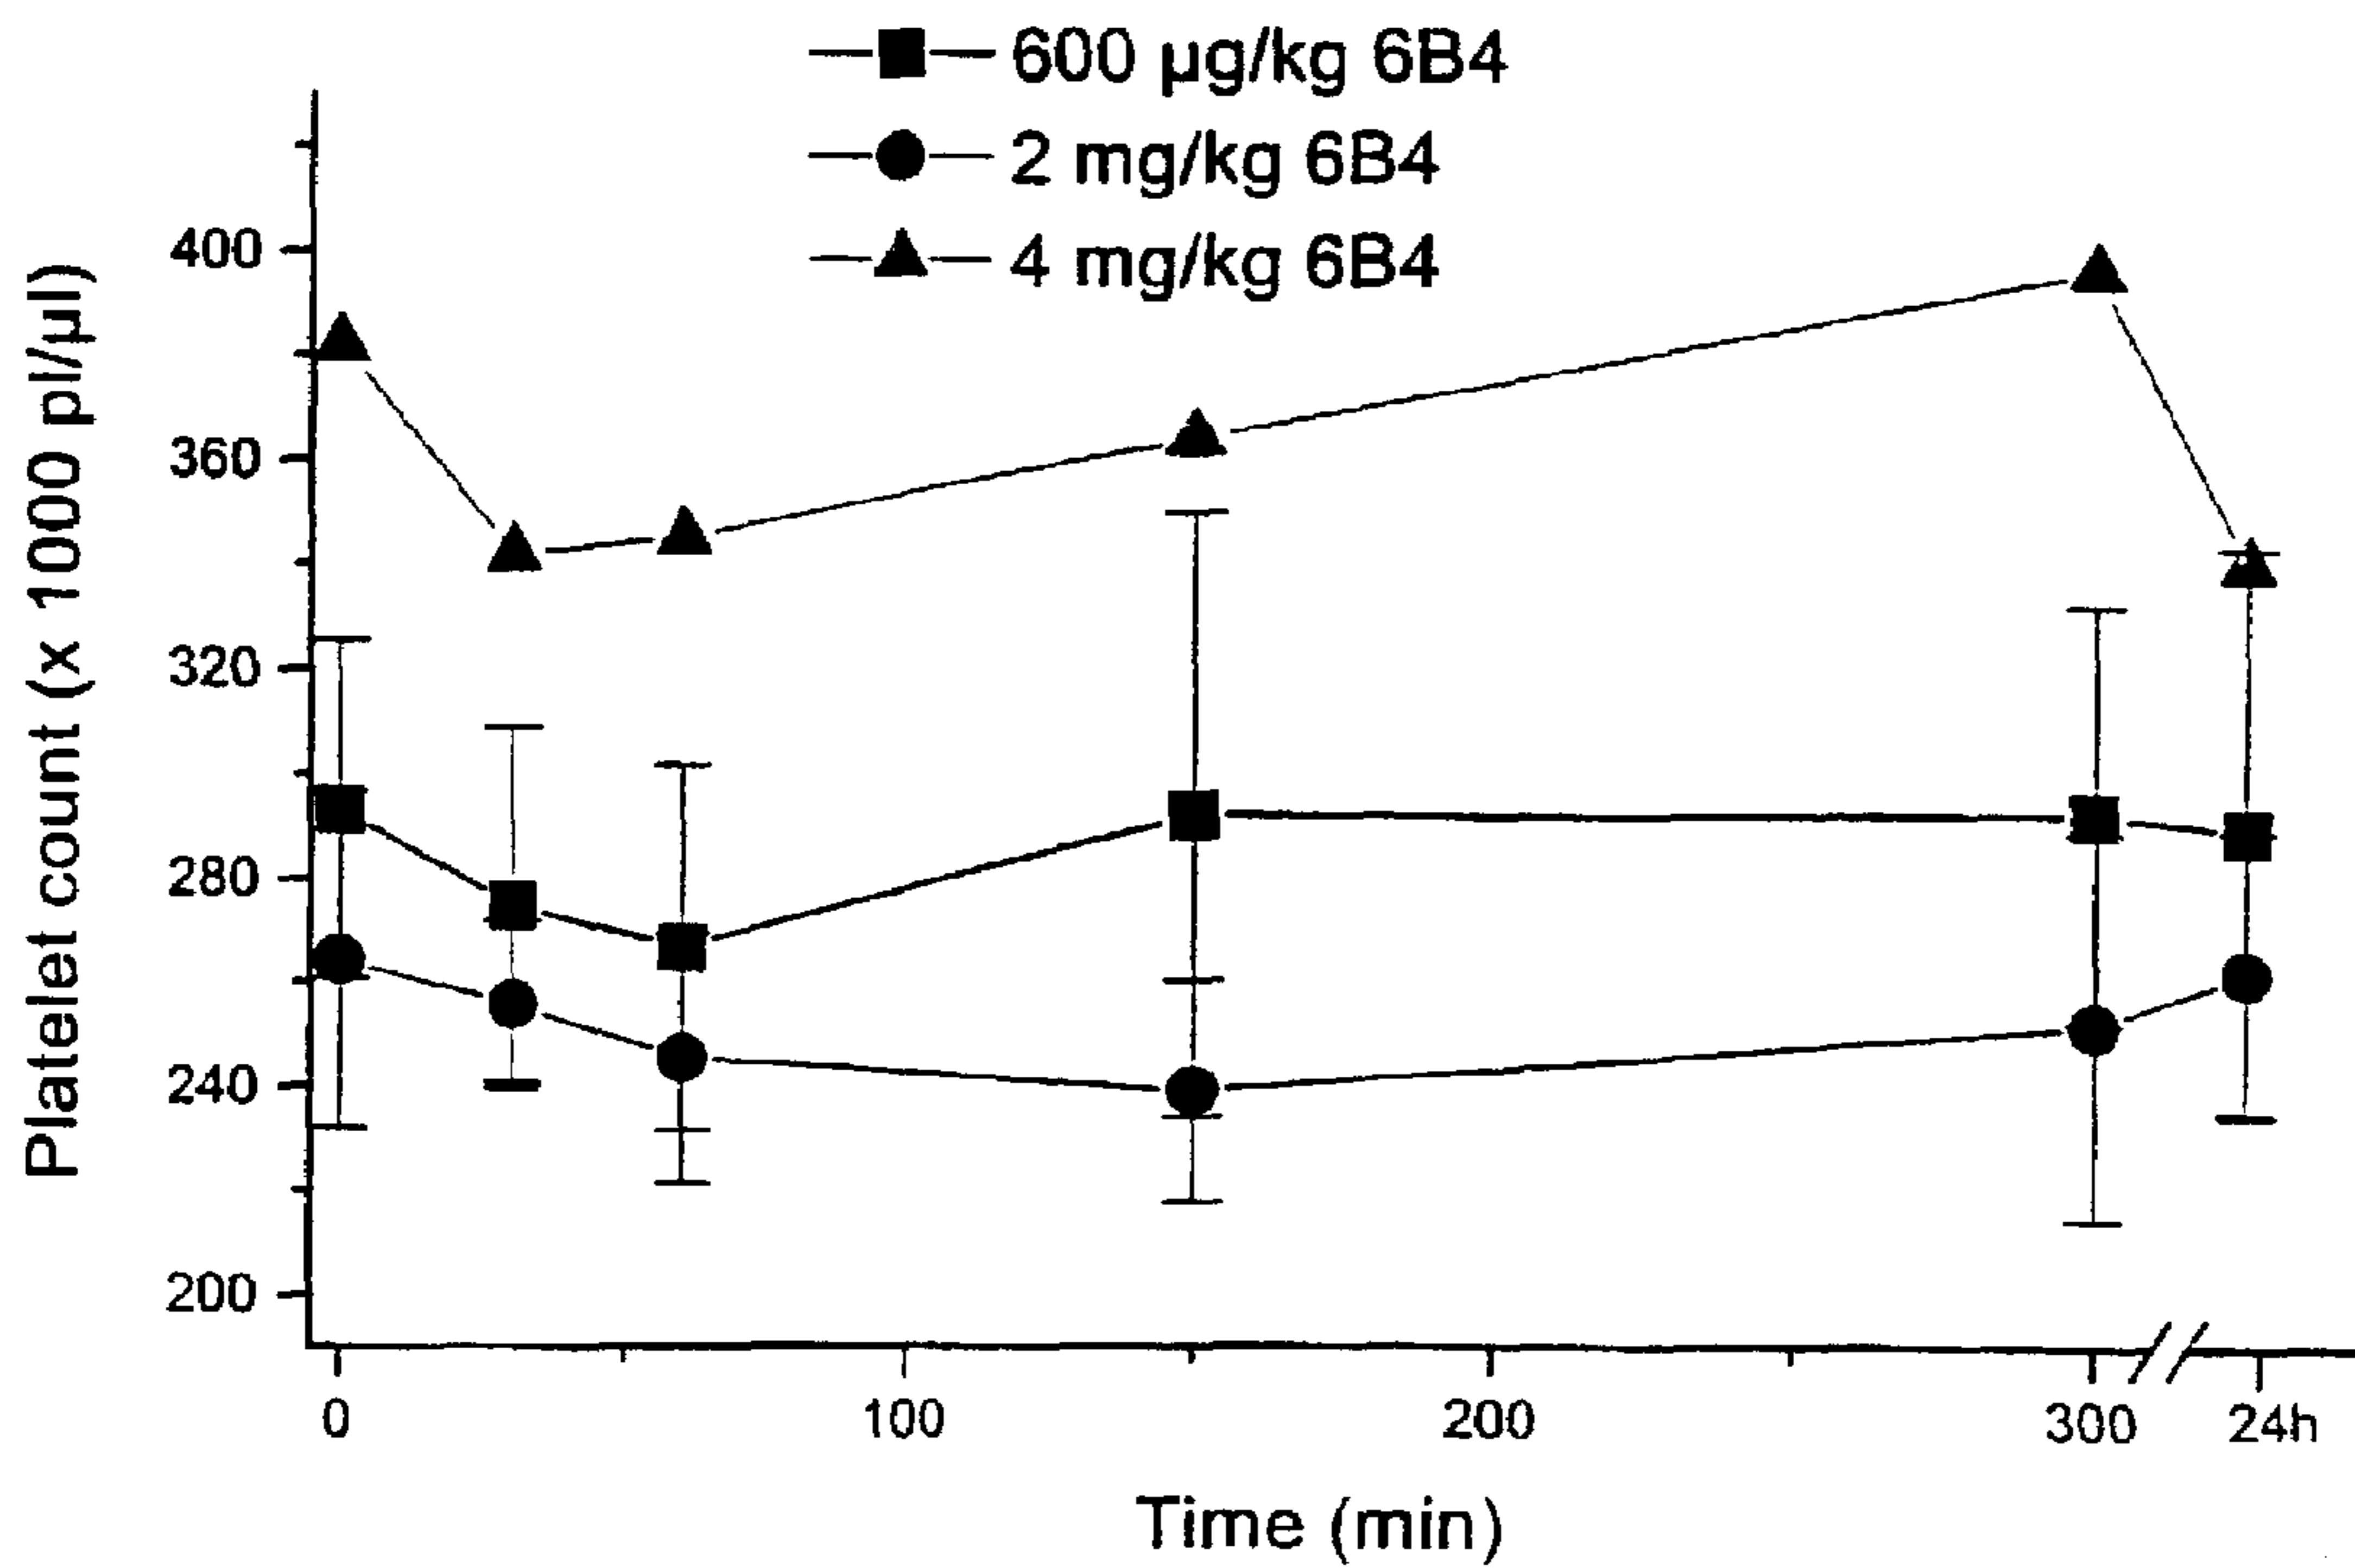 600 µg/kg 6B4
2 mg/kg 6B4
4 mg/kg 6B4
Platelet count (x 1000 pl/µl)
400
360
320
280
240
200
0 100 200 300 24h
Time (min)